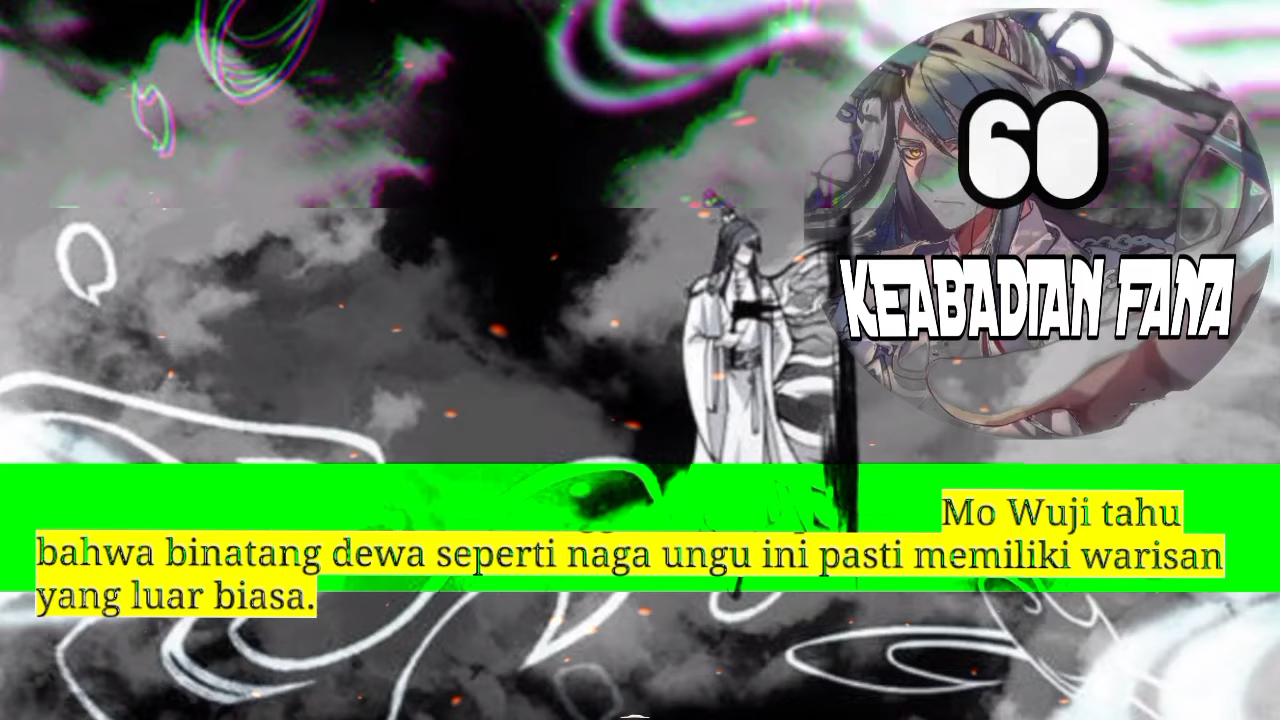 60
KEABADIAN FANA
Mo Wuji tahu
bahwa binatang dewa seperti naga ungu ini pasti memiliki warisan
yang luar biasa.